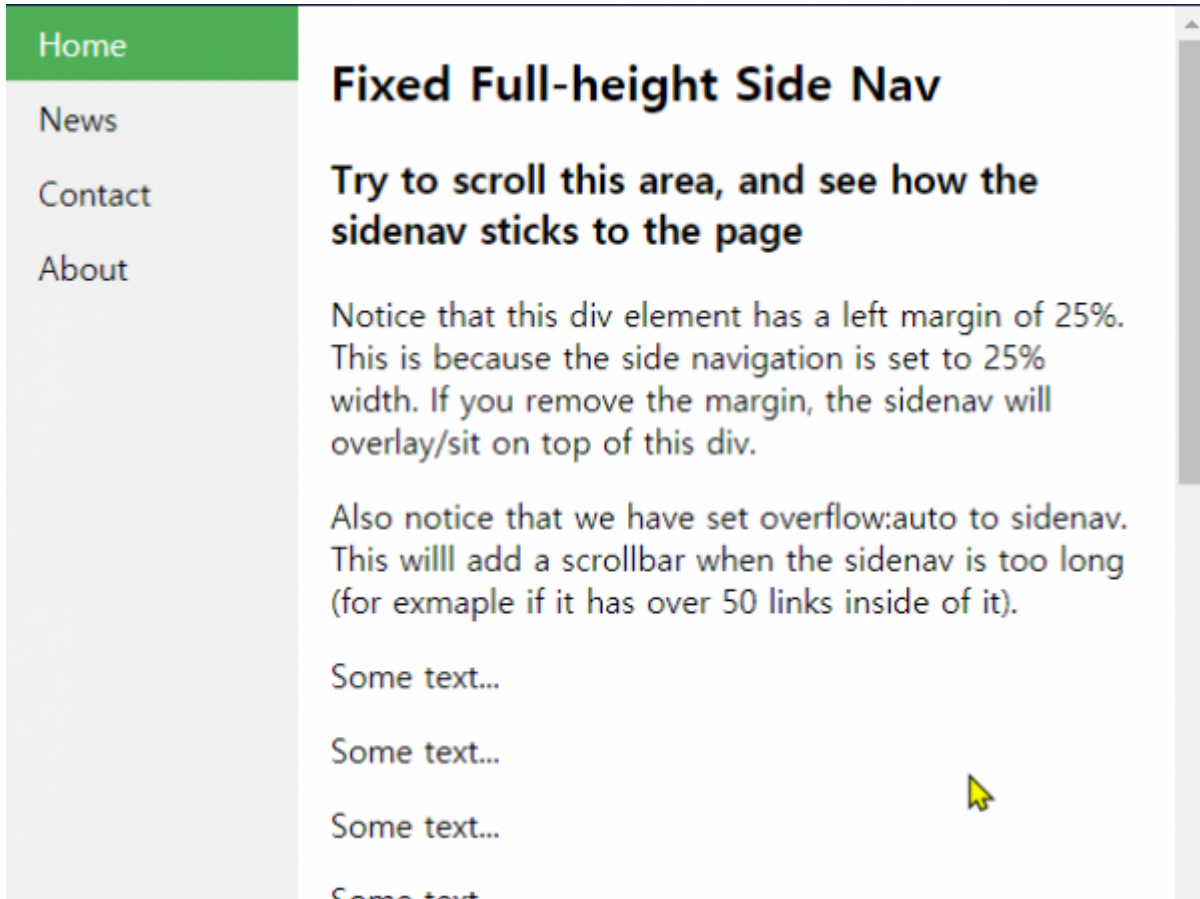 Home
News
Contact
About
Fixed Full-height Side Nav
Try to scroll this area, and see how the
sidenav sticks to the page
Notice that this div element has a left margin of 25%.
This is because the side navigation is set to 25%
width. If you remove the margin, the sidenav will
overlay/sit on top of this div.
Also notice that we have set overflow:auto to sidenav.
This willl add a scrollbar when the sidenav is too long
(for exmaple if it has over 50 links inside of it).
Some text...
Some text...
Some text...
Some text